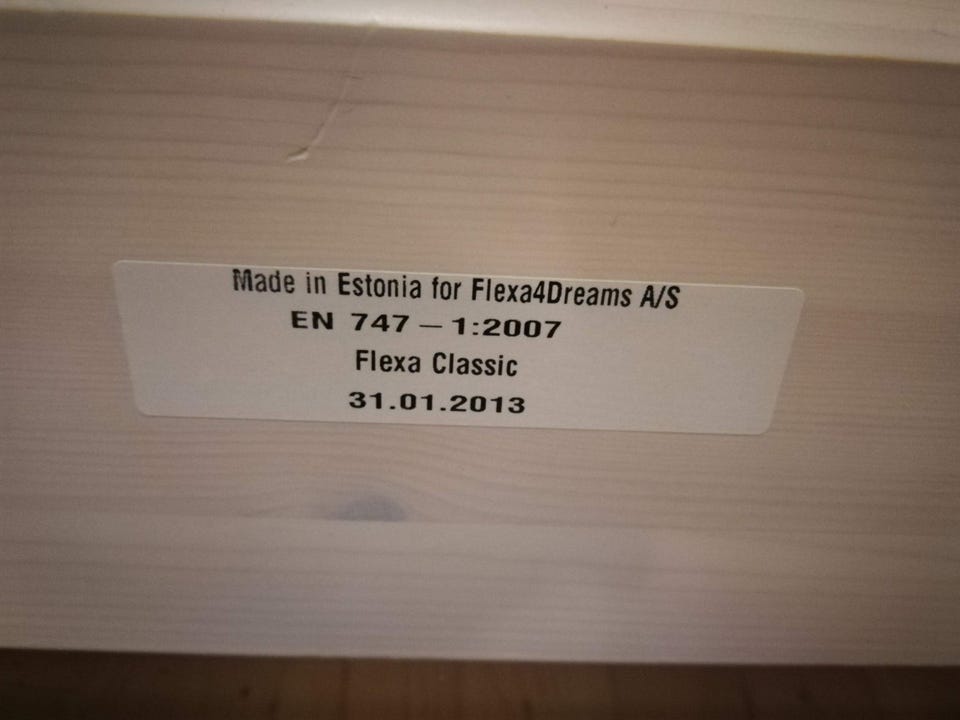 Made in Estonia for Flexa4Dreams A/S
EN 747 – 1:2007
Flexa Classic
31.01.2013